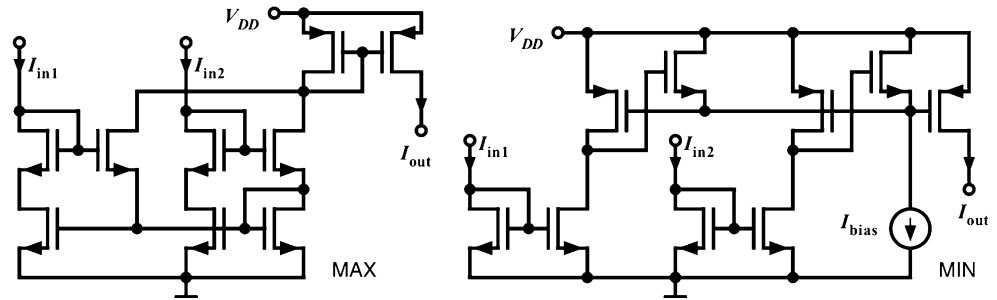 V_DD
I_in1
I_in2
I_out
MAX
V_DD
I_in1
I_in2
I_bias
I_out
MIN